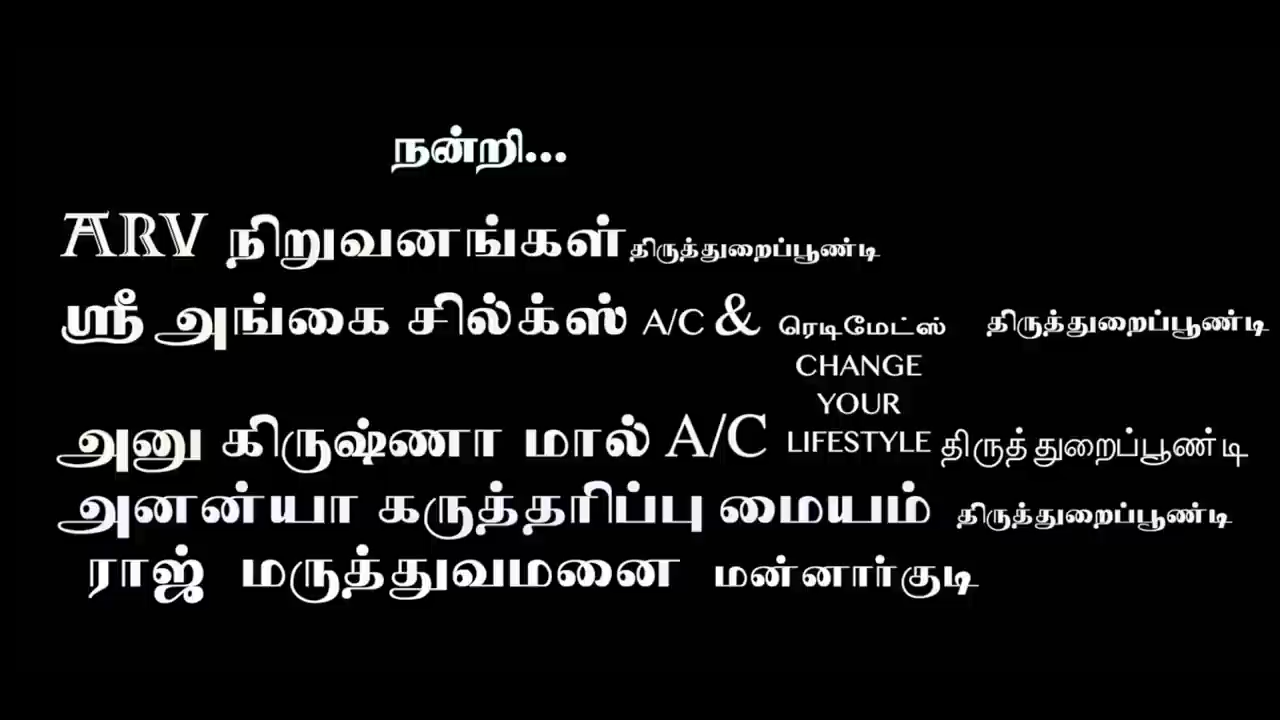 நன்றி...
ARV நிறுவனங்கள் திருத்துறைப்பூண்டி
ஸ்ரீ அங்கை சில்க்ஸ் A/C & ரெடிமேட்ஸ் திருத்துறைப்பூண்டி
CHANGE
YOUR
அனு கிருஷ்ணா மால் A/C LIFESTYLE திருத்துறைப்பூண்டி
அனன்யா கருத்தரிப்பு மையம் திருத்துறைப்பூண்டி
ராஜ் மருத்துவமனை மன்னார்குடி